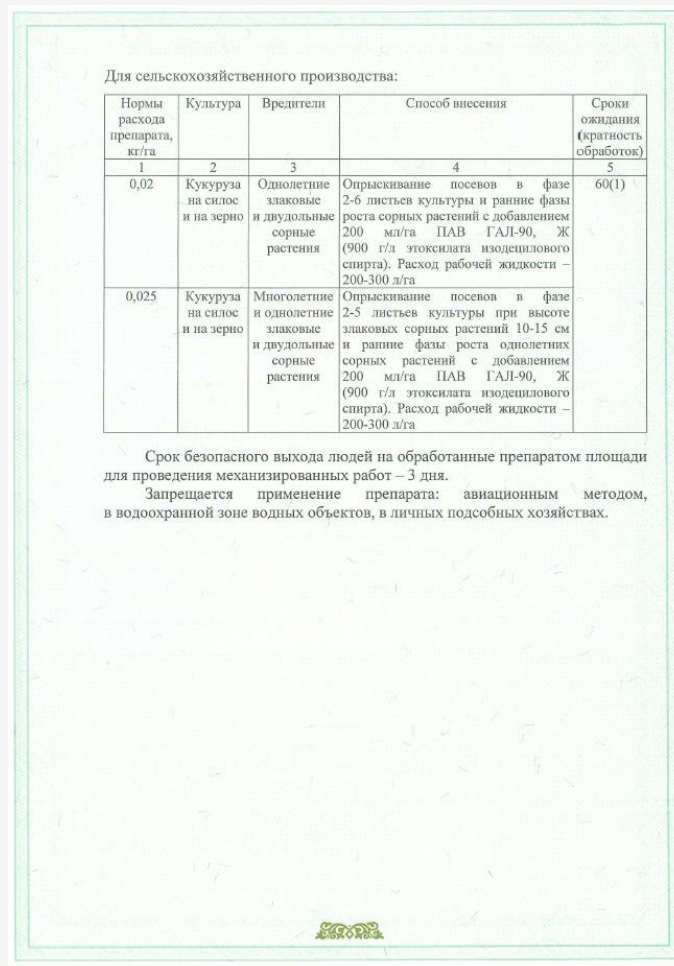 Для сельскохозяйственного производства:
Нормы
расхода
препарата,
кг/га
Культура
Вредители
Способ внесения
Сроки
ожидания
(кратность
обработок)
1
2
3
4
5
0,02
Кукуруза
на силос
и на зерно
Однолетние
злаковые
и двудольные
сорные
растения
Опрыскивание посевов в фазе
2-6 листьев культуры и ранние фазы
роста сорных растений с добавлением
200 мл/га ПАВ ГАЛ-90, Ж
(900 г/л этоксилата изодецилового
спирта). Расход рабочей жидкости –
200-300 л/га
60(1)
0,025
Кукуруза
на силос
и на зерно
Многолетние
и однолетние
злаковые
и двудольные
сорные
растения
Опрыскивание посевов в фазе
2-5 листьев культуры при высоте
злаковых сорных растений 10-15 см
и ранние фазы роста однолетних
сорных растений с добавлением
200 мл/га ПАВ ГАЛ-90, Ж
(900 г/л этоксилата изодецилового
спирта). Расход рабочей жидкости –
200-300 л/га
Срок безопасного выхода людей на обработанные препаратом площади
для проведения механизированных работ – 3 дня.
Запрещается применение препарата: авиационным методом,
в водоохранной зоне водных объектов, в личных подсобных хозяйствах.